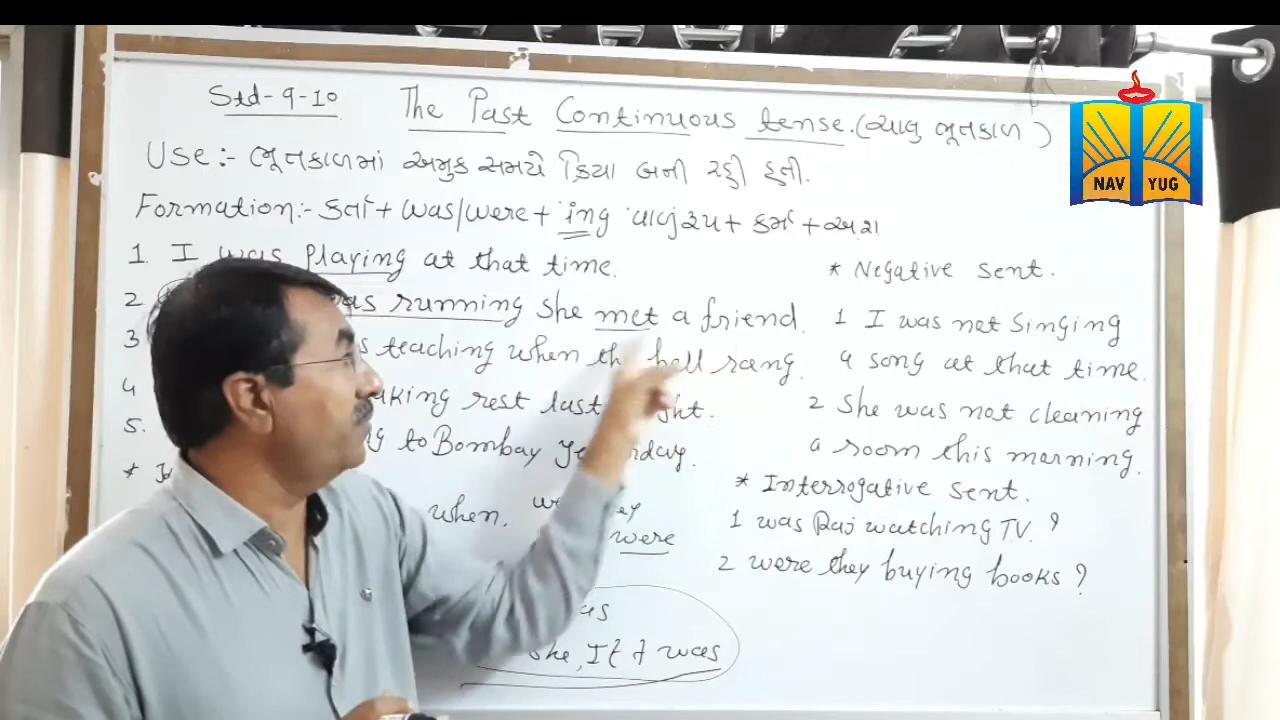 Std-9-10 The Past Continuous tense. (ચાલુ ભૂતકાળ)
Use:- ભૂતકાળમાં અમુક સમયે ક્રિયા બની રહી હતી.
Formation:- કર્તા + was/were + ing વાળું રૂપ + કર્મ +
1. I was playing at that time.
2 was running she met a friend.
3 teaching when the bell rang.
4 rest last night.
5. to Bombay Yesterday.
*
when.
were
she, It } was
* Negative sent.
1 I was not singing
a song at that time.
2 She was not cleaning
a room this morning.
* Interrogative sent.
1 was Raj watching T.V. ?
2 were they buying books ?
NAV YUG